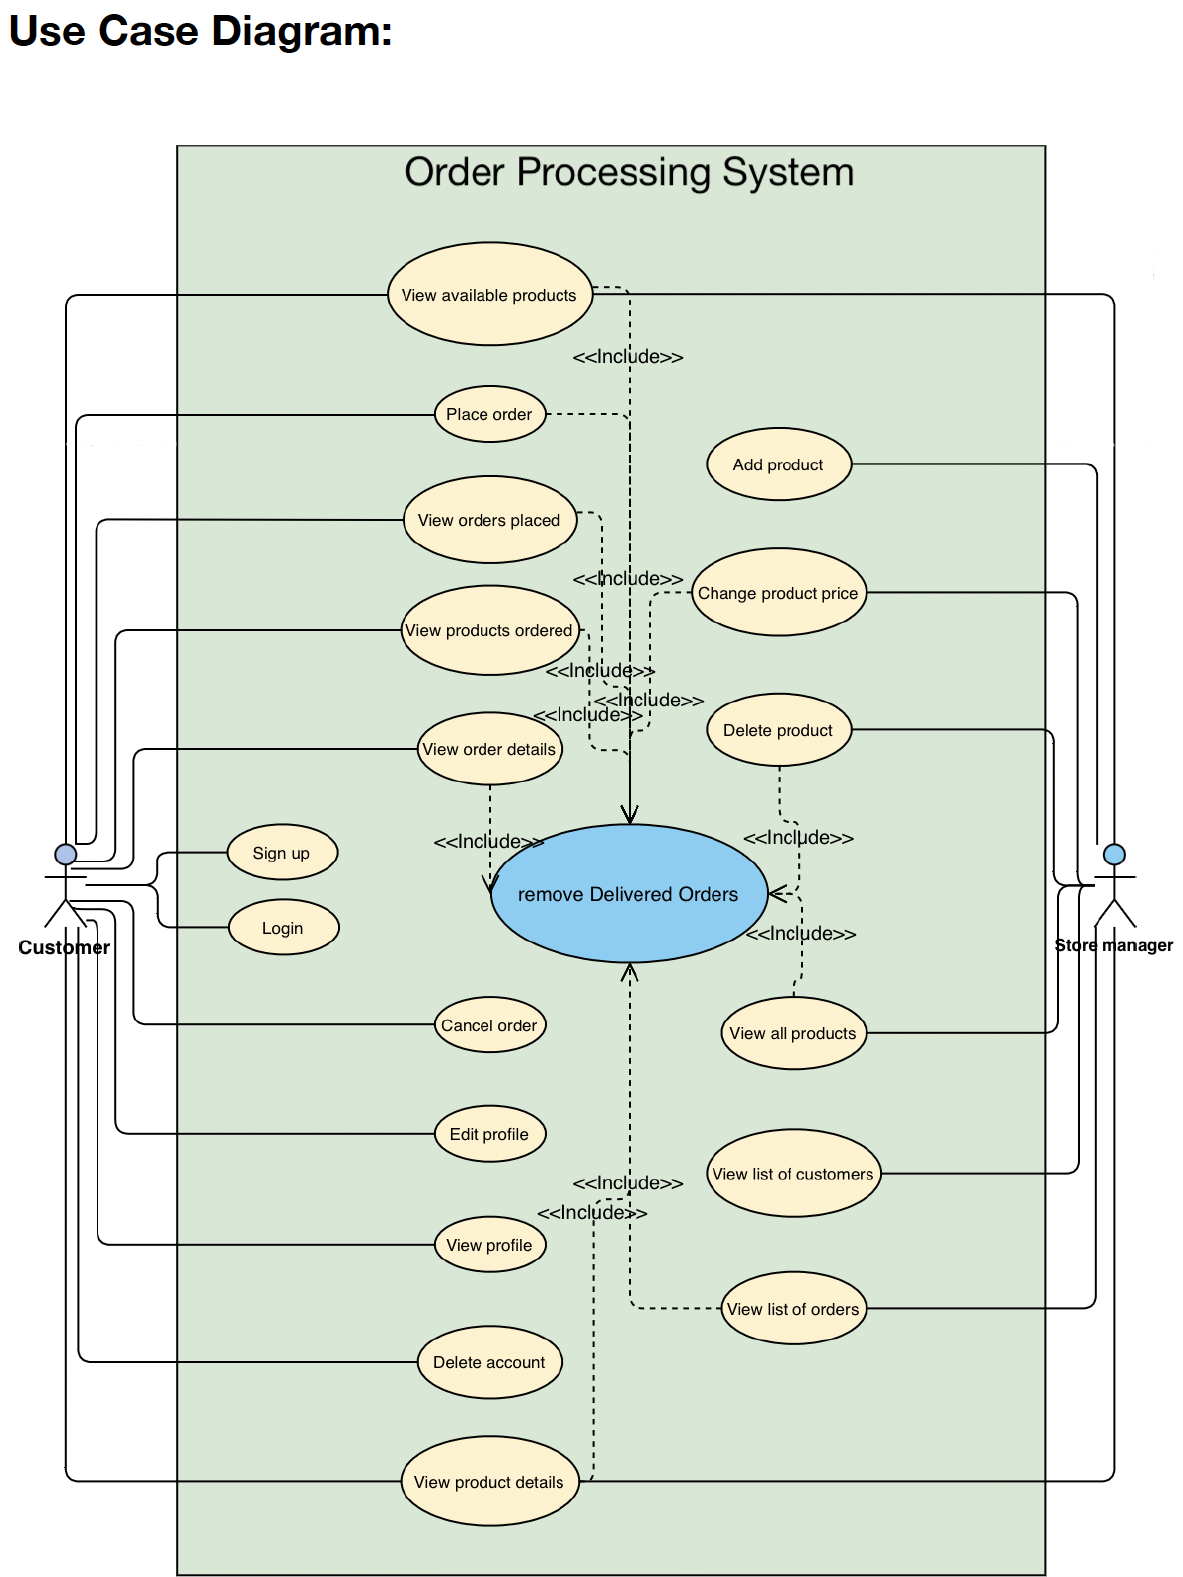 Use Case Diagram:
Order Processing System
View available products
<<Include>>
Place order
Add product
View orders placed
<<Include>>
Change product price
View products ordered
<<Include>>
<<Include>>
<<Include>>
Delete product
View order details
<<Include>>
<<Include>>
Sign up
remove Delivered Orders
Login
<<Include>>
Customer
Store manager
Cancel order
View all products
Edit profile
View list of customers
<<Include>>
<<Include>>
View profile
View list of orders
Delete account
View product details